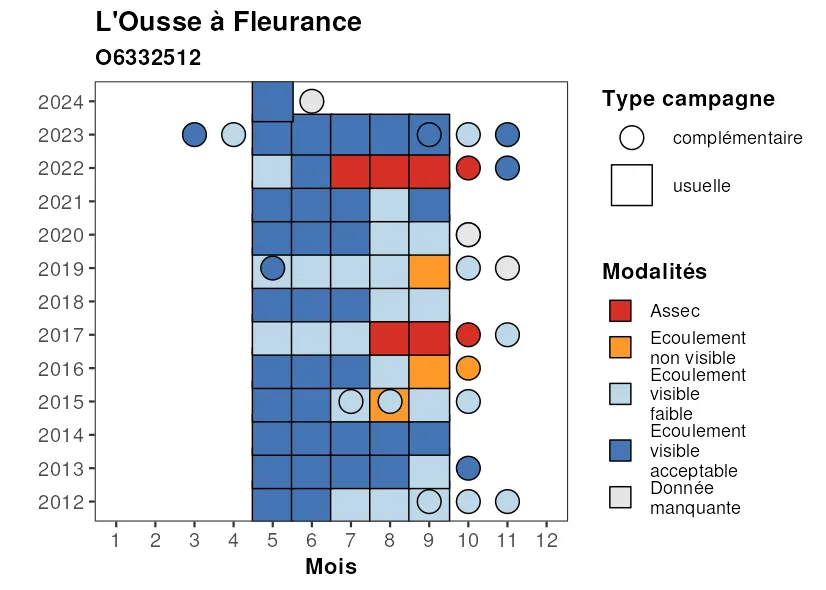 L'Ousse à Fleurance
O6332512
2024
2023
2022
2021
2020
2019
2018
2017
2016
2015
2014
2013
2012
1 2 3 4 5 6 7 8 9 10 11 12
Mois
Type campagne
complémentaire
usuelle
Modalités
Assec
Ecoulement
non visible
Ecoulement
visible
faible
Ecoulement
visible
acceptable
Donnée
manquante